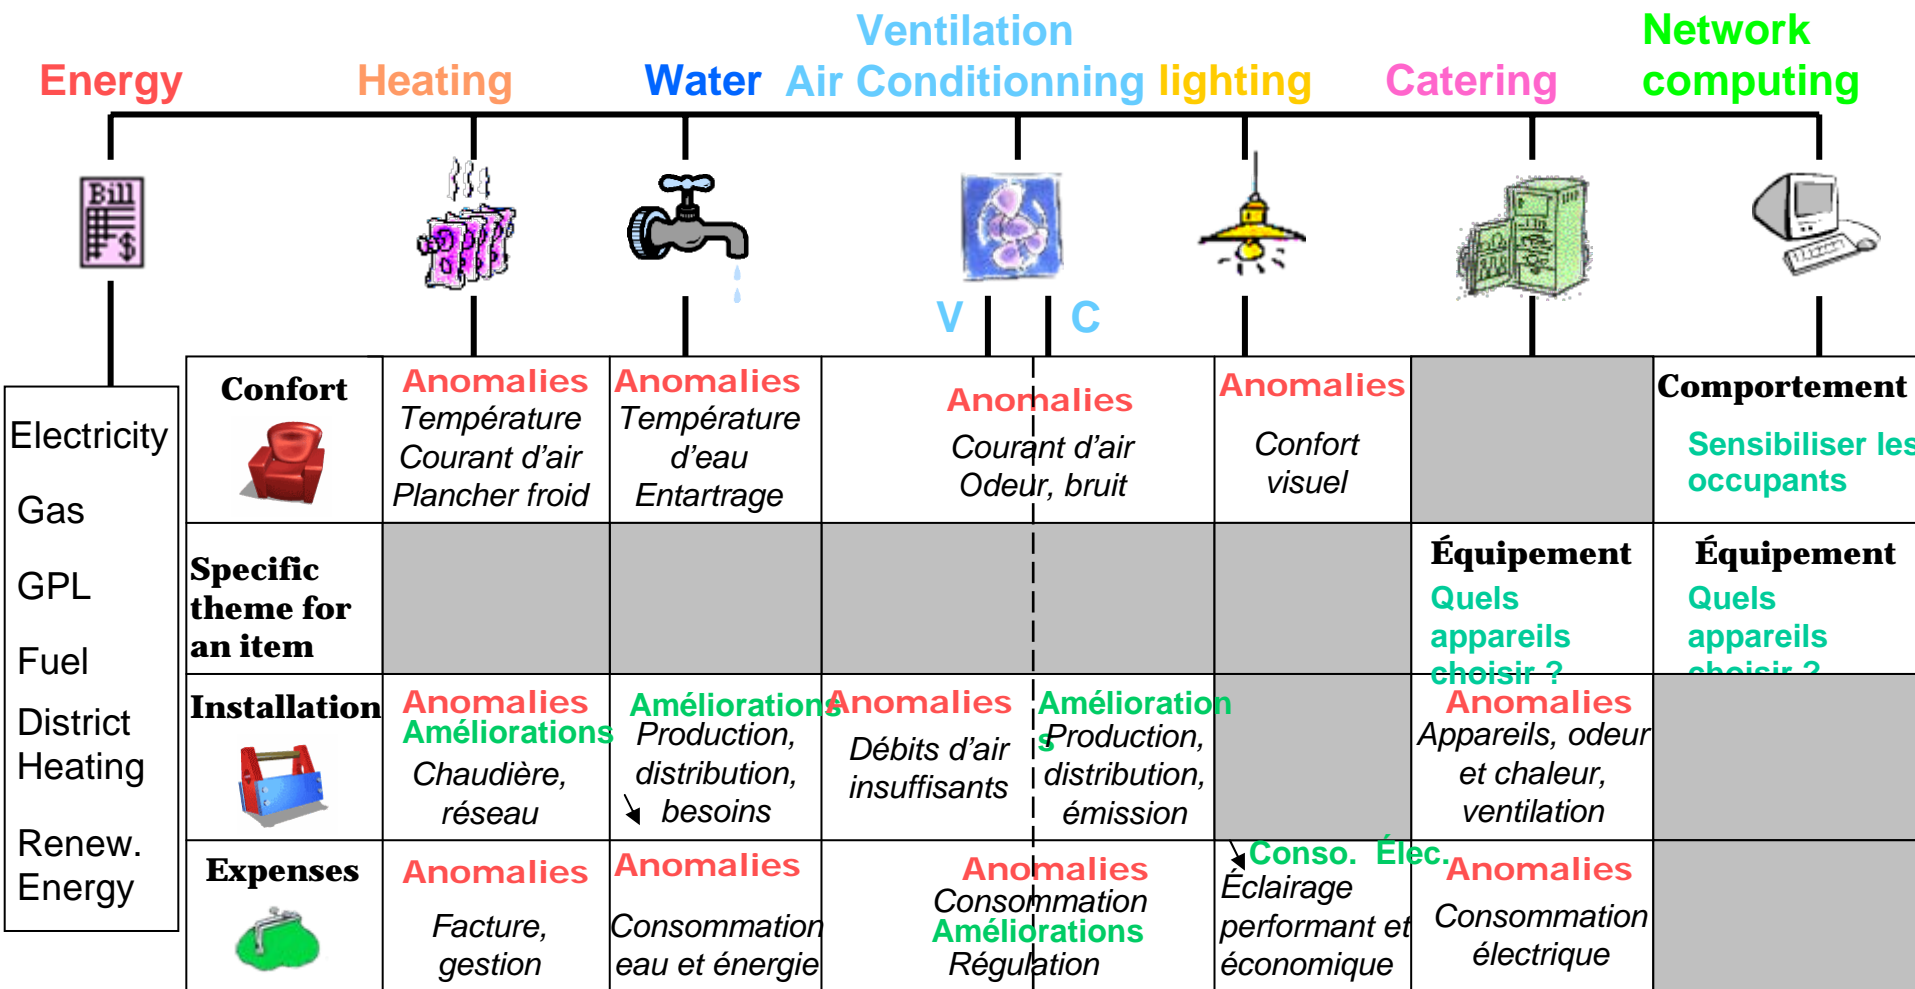 Energy
Heating
Water
Ventilation
Air Conditionning
lighting
Catering
Network
computing
Bill
$
V
C
Electricity
Gas
GPL
Fuel
District
Heating
Renew.
Energy
Confort
Anomalies
Température
Courant d'air
Plancher froid
Anomalies
Température
d'eau
Entartrage
Anomalies
Courant d'air
Odeur, bruit
Anomalies
Confort
visuel
Comportement
Sensibiliser les
occupants
Specific
theme for
an item
Équipement
Quels
appareils
choisir ?
Équipement
Quels
appareils
choisir ?
Installation
Anomalies
Améliorations
Chaudière,
réseau
Améliorations
Production,
distribution,
besoins
Anomalies
Débits d'air
insuffisants
Amélioration
s
Production,
distribution,
émission
Anomalies
Appareils, odeur
et chaleur,
ventilation
Expenses
Anomalies
Facture,
gestion
Anomalies
Consommation
eau et énergie
Anomalies
Consommation
Améliorations
Régulation
Conso. Élec.
Éclairage
performant et
économique
Anomalies
Consommation
électrique